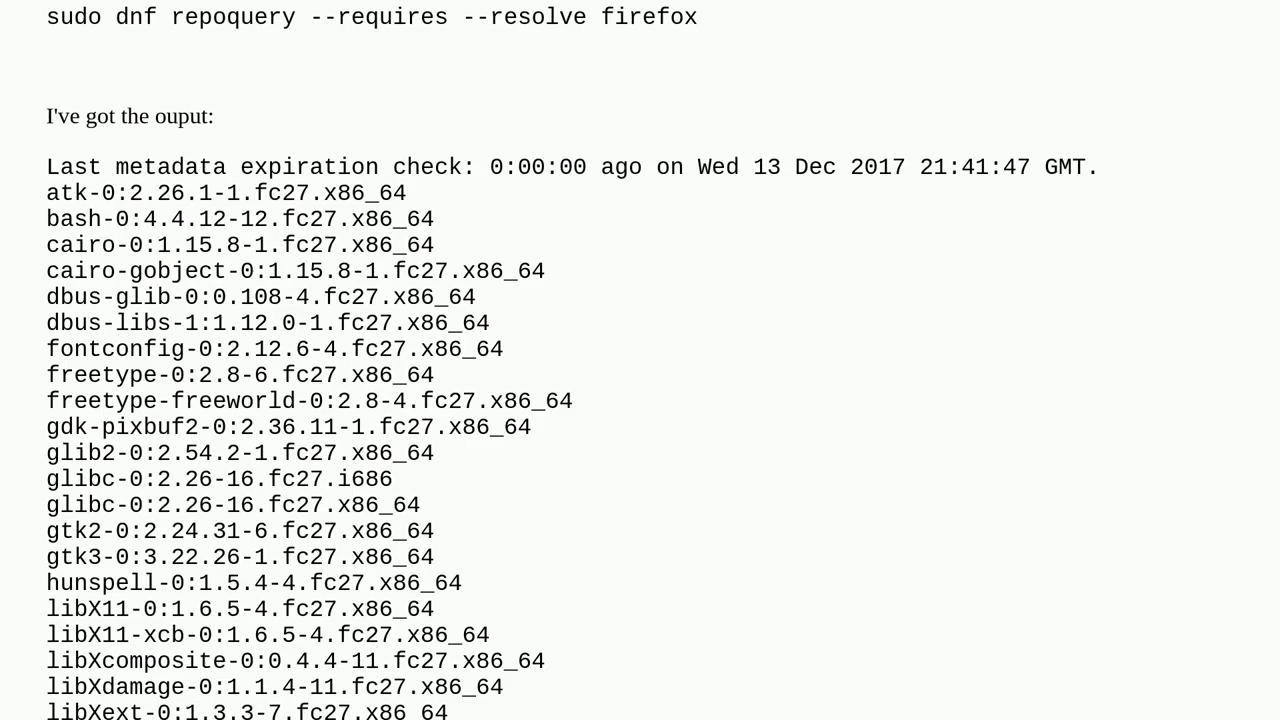 sudo dnf repoquery --requires --resolve firefox
I've got the ouput:
Last metadata expiration check: 0:00:00 ago on Wed 13 Dec 2017 21:41:47 GMT.
atk-0:2.26.1-1.fc27.x86_64
bash-0:4.4.12-12.fc27.x86_64
cairo-0:1.15.8-1.fc27.x86_64
cairo-gobject-0:1.15.8-1.fc27.x86_64
dbus-glib-0:0.108-4.fc27.x86_64
dbus-libs-1:1.12.0-1.fc27.x86_64
fontconfig-0:2.12.6-4.fc27.x86_64
freetype-0:2.8-6.fc27.x86_64
freetype-freeworld-0:2.8-4.fc27.x86_64
gdk-pixbuf2-0:2.36.11-1.fc27.x86_64
glib2-0:2.54.2-1.fc27.x86_64
glibc-0:2.26-16.fc27.i686
glibc-0:2.26-16.fc27.x86_64
gtk2-0:2.24.31-6.fc27.x86_64
gtk3-0:3.22.26-1.fc27.x86_64
hunspell-0:1.5.4-4.fc27.x86_64
libX11-0:1.6.5-4.fc27.x86_64
libX11-xcb-0:1.6.5-4.fc27.x86_64
libXcomposite-0:0.4.4-11.fc27.x86_64
libXdamage-0:1.1.4-11.fc27.x86_64
libXext-0:1.3.3-7.fc27.x86_64